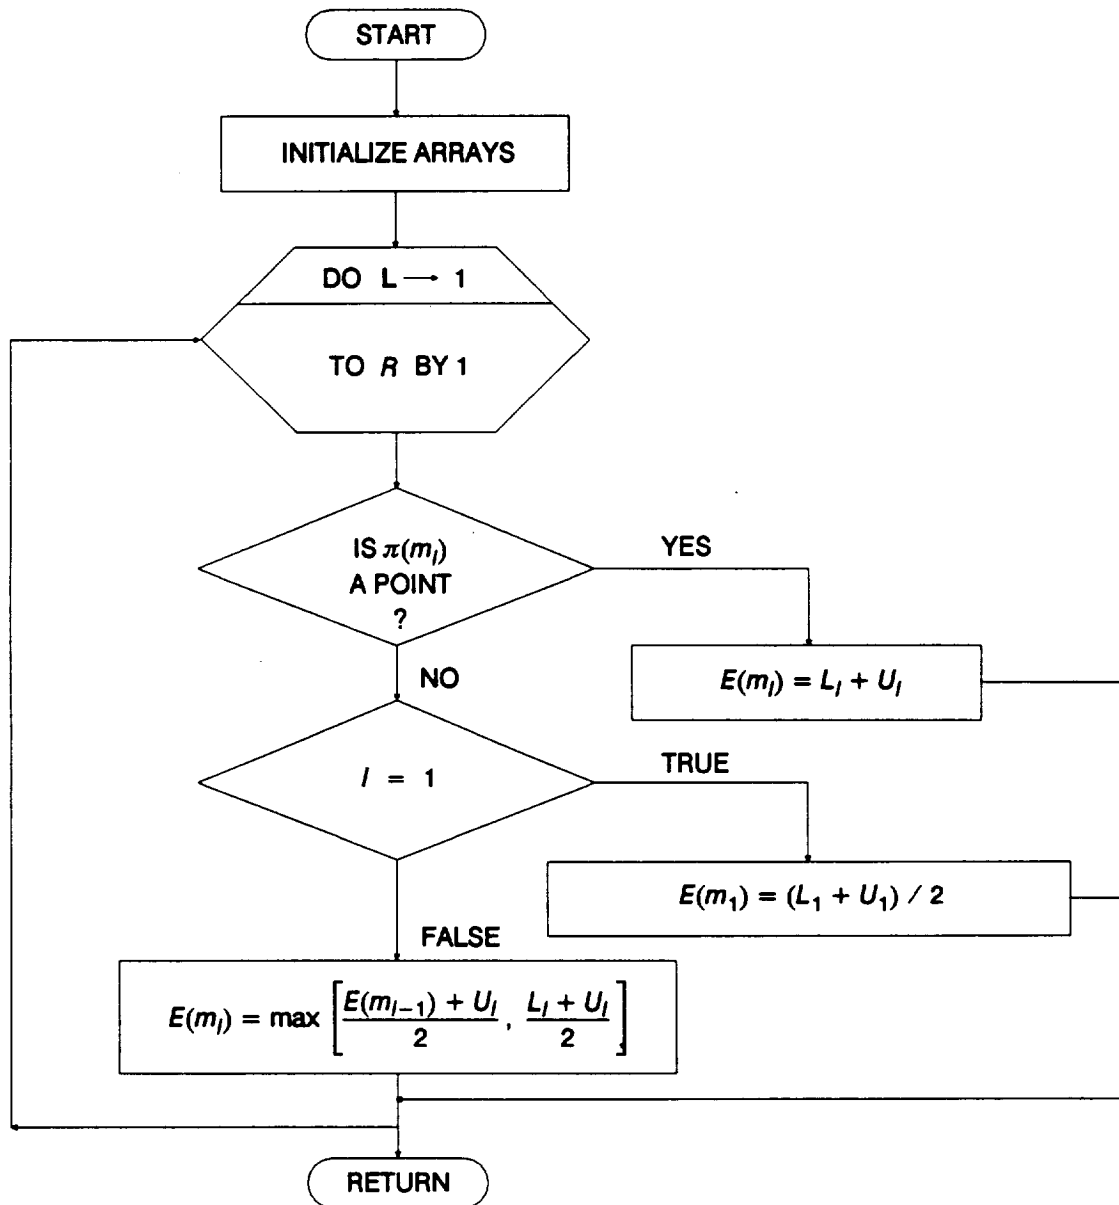 START
INITIALIZE ARRAYS
DO L → 1
TO R BY 1
IS π(m_l)
A POINT
?
YES
E(m_l) = L_l + U_l
NO
l = 1
TRUE
E(m_1) = (L_1 + U_1) / 2
FALSE
E(m_l) = max [ (E(m_{l-1}) + U_l) / 2 , (L_l + U_l) / 2 ]
RETURN